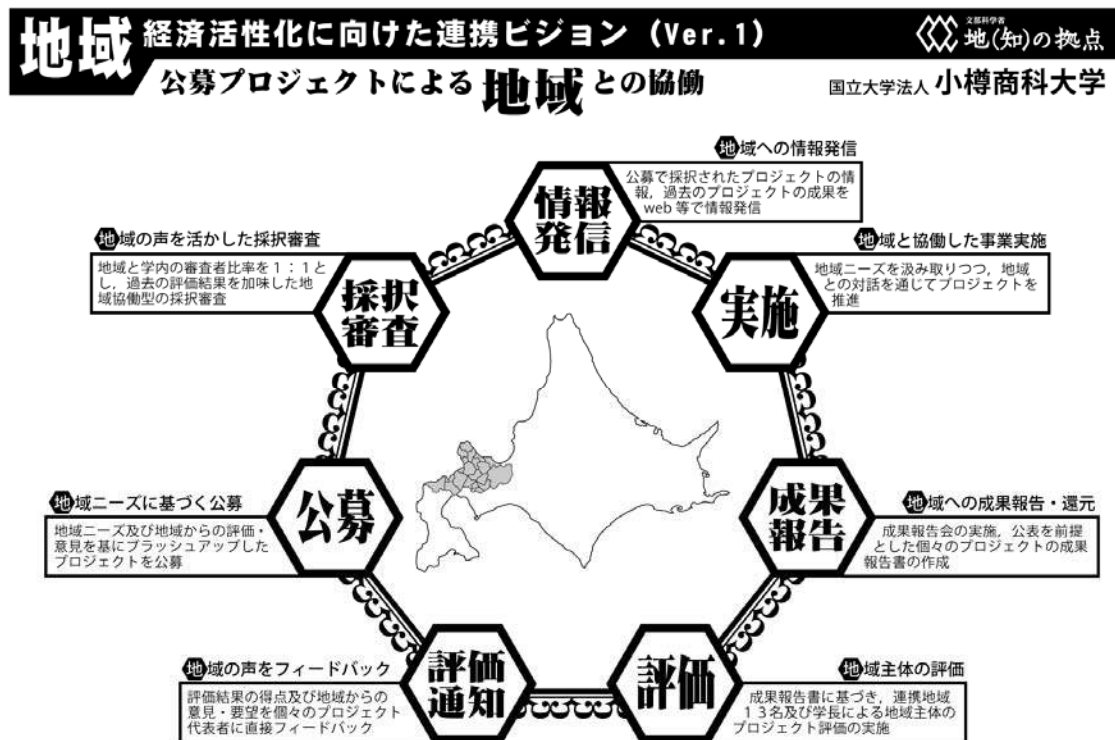 地域 経済活性化に向けた連携ビジョン（Ver.1）
文部科学省
地(知)の拠点
公募プロジェクトによる 地域 との協働
国立大学法人 小樽商科大学
地域への情報発信
公募で採択されたプロジェクトの情
報，過去のプロジェクトの成果を
web 等で情報発信
情報
発信
地域と協働した事業実施
地域ニーズを汲み取りつつ，地域
との対話を通じてプロジェクトを
推進
実施
地域への成果報告・還元
成果報告会の実施，公表を前提
とした個々のプロジェクトの成果
報告書の作成
成果
報告
地域主体の評価
成果報告書に基づき，連携地域
１３名及び学長による地域主体の
プロジェクト評価の実施
評価
地域の声をフィードバック
評価結果の得点及び地域からの
意見・要望を個々のプロジェクト
代表者に直接フィードバック
評価
通知
地域ニーズに基づく公募
地域ニーズ及び地域からの評価・
意見を基にブラッシュアップした
プロジェクトを公募
公募
地域の声を活かした採択審査
地域と学内の審査者比率を１：１と
し，過去の評価結果を加味した地
域協働型の採択審査
採択
審査